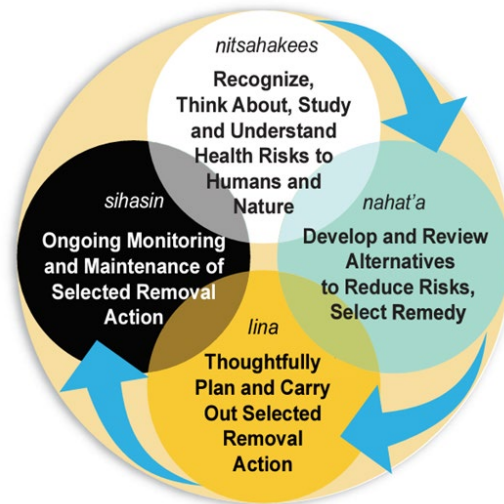 nitsahakees
Recognize,
Think About, Study
and Understand
Health Risks to
Humans and
Nature
nahat'a
Develop and Review
Alternatives
to Reduce Risks,
Select Remedy
Iina
Thoughtfully
Plan and Carry
Out Selected
Removal
Action
sihasin
Ongoing Monitoring
and Maintenance of
Selected Removal
Action